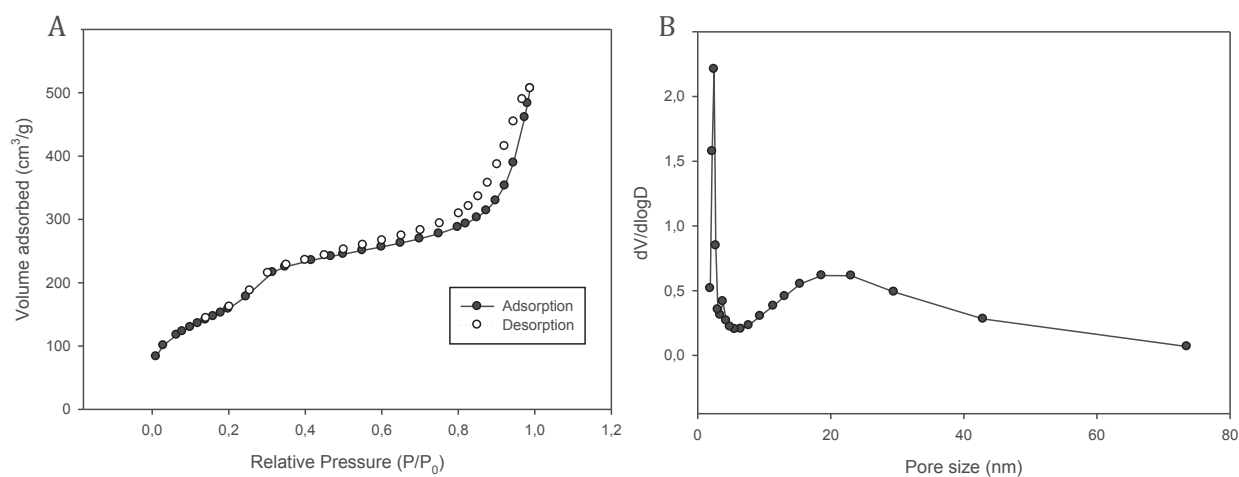 A
Volume adsorbed (cm³/g)
500
400
300
200
100
0
0,0 0,2 0,4 0,6 0,8 1,0 1,2
Relative Pressure (P/P₀)
Adsorption
Desorption
B
dV/dlogD
2,0
1,5
1,0
0,5
0,0
0 20 40 60 80
Pore size (nm)